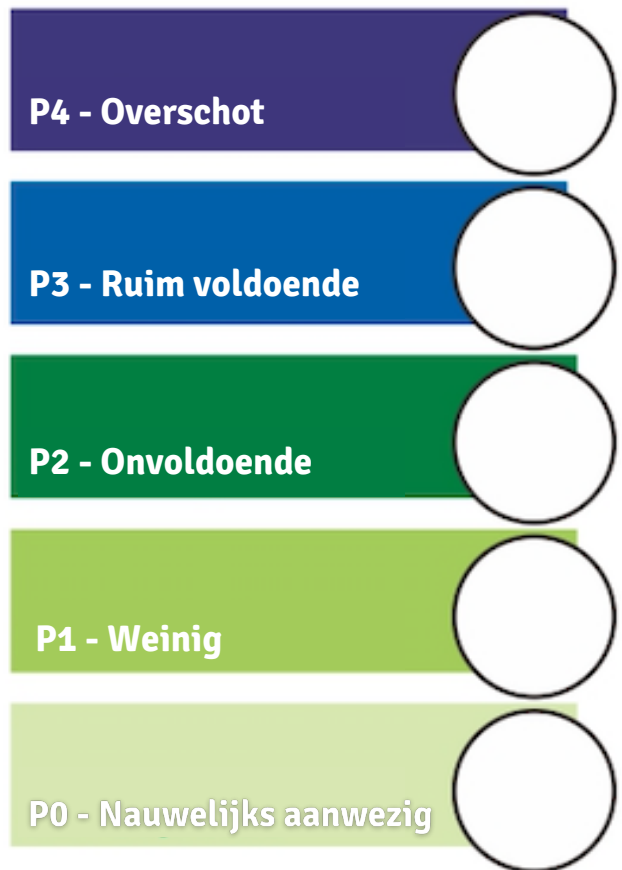 P4 - Overschot
P3 - Ruim voldoende
P2 - Onvoldoende
P1 - Weinig
P0 - Nauwelijks aanwezig